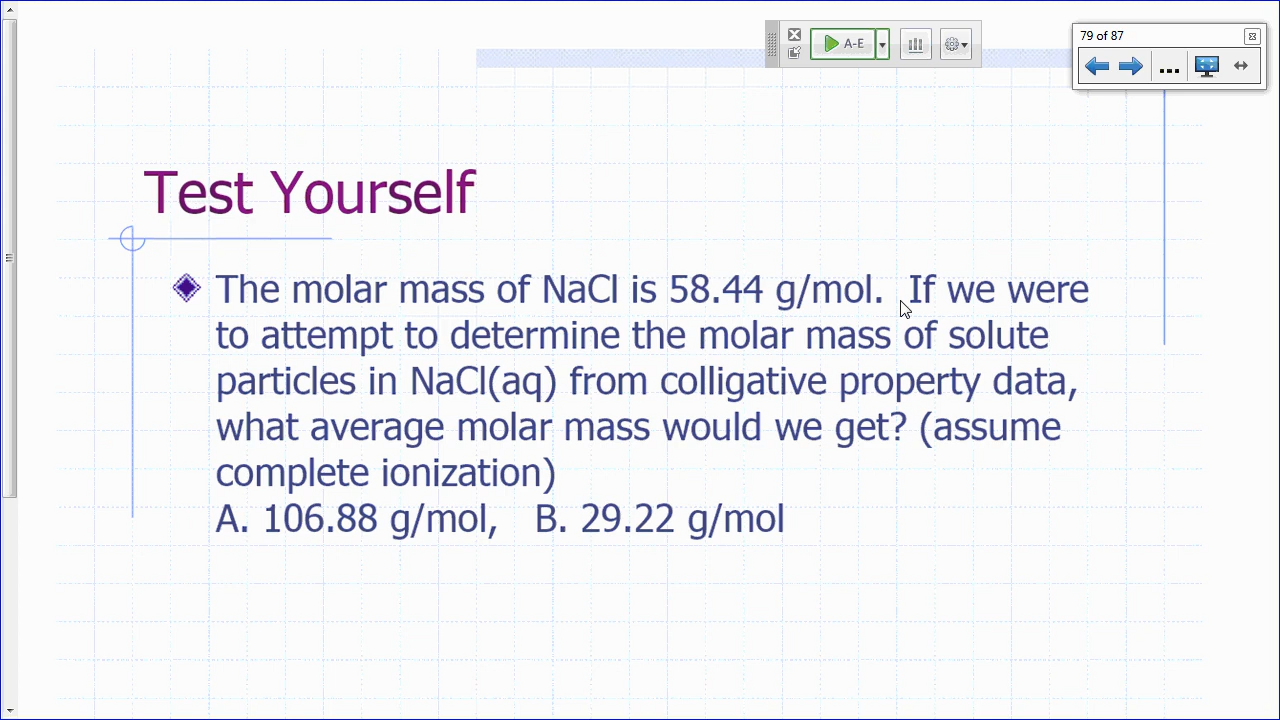 A-E
79 of 87
...
Test Yourself
The molar mass of NaCl is 58.44 g/mol.  If we were
to attempt to determine the molar mass of solute
particles in NaCl(aq) from colligative property data,
what average molar mass would we get? (assume
complete ionization)
A. 106.88 g/mol,   B. 29.22 g/mol